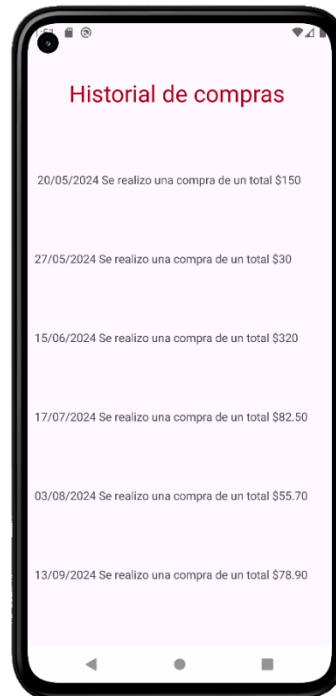 Historial de compras
20/05/2024 Se realizo una compra de un total $150
27/05/2024 Se realizo una compra de un total $30
15/06/2024 Se realizo una compra de un total $320
17/07/2024 Se realizo una compra de un total $82.50
03/08/2024 Se realizo una compra de un total $55.70
13/09/2024 Se realizo una compra de un total $78.90